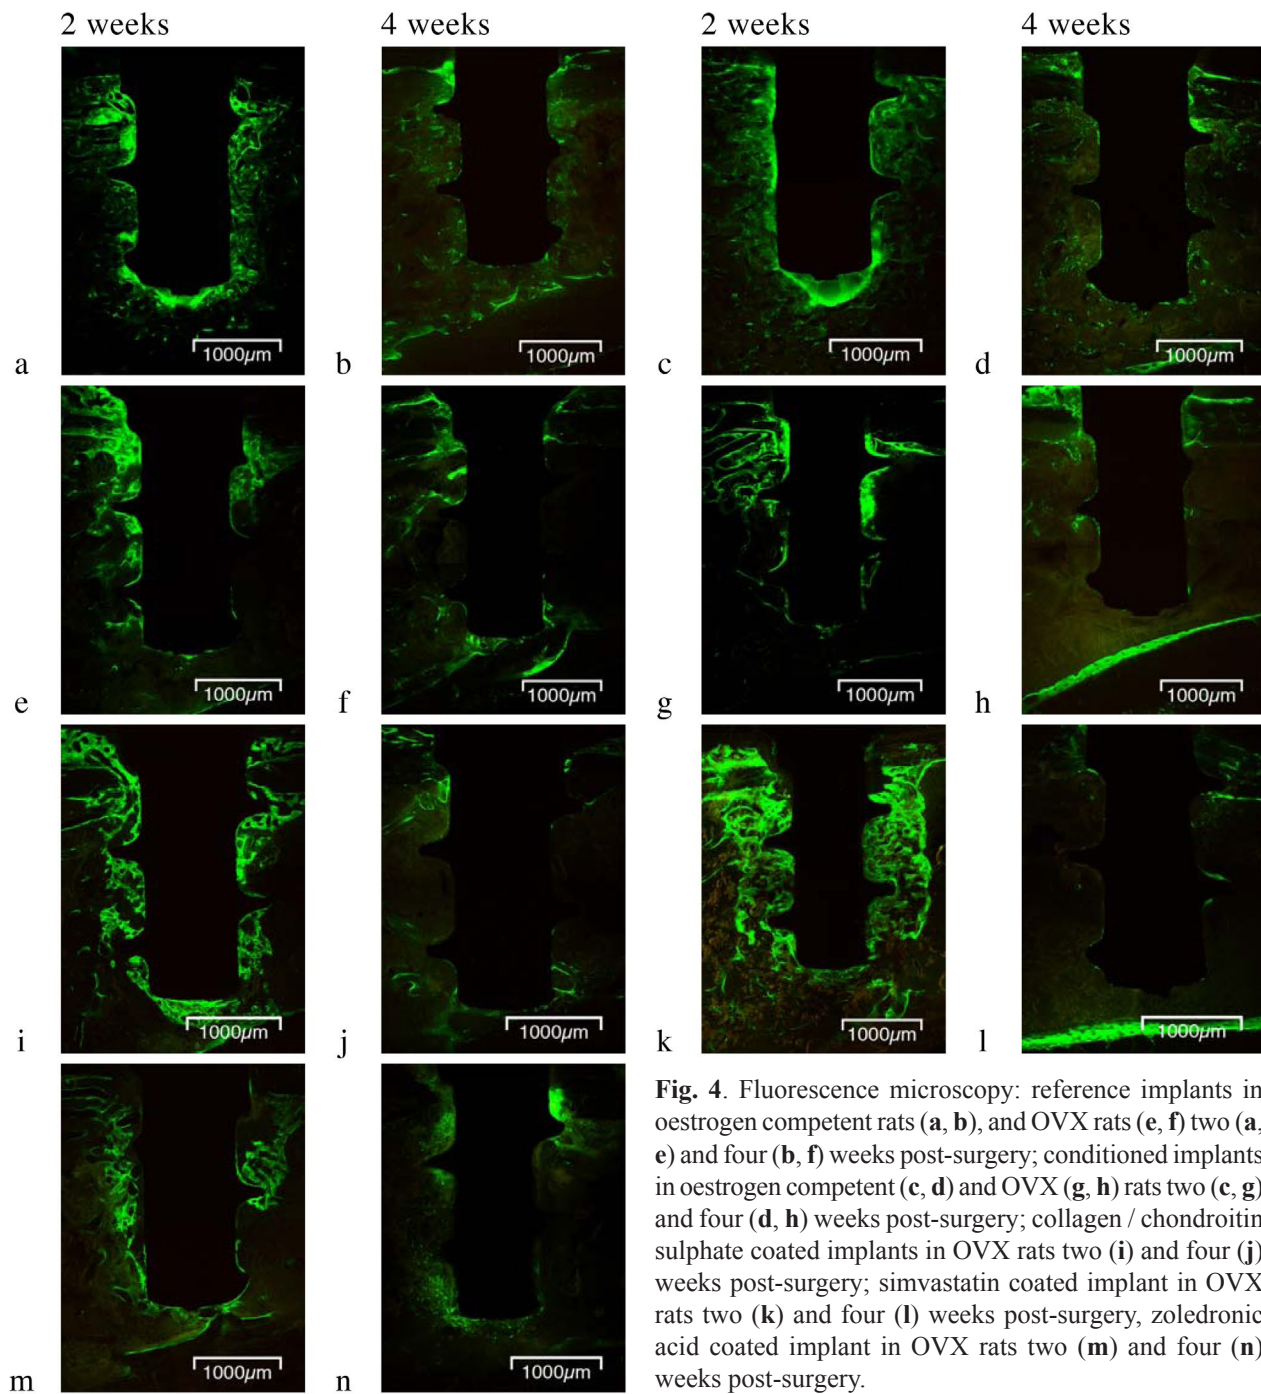 2 weeks 4 weeks 2 weeks 4 weeks
1000µm 1000µm 1000µm 1000µm
a b c d
1000µm 1000µm 1000µm 1000µm
e f g h
1000µm 1000µm 1000µm 1000µm
i j k l
1000µm 1000µm
m n
Fig. 4. Fluorescence microscopy: reference implants in
oestrogen competent rats (a, b), and OVX rats (e, f) two (a,
e) and four (b, f) weeks post-surgery; conditioned implants
in oestrogen competent (c, d) and OVX (g, h) rats two (c, g)
and four (d, h) weeks post-surgery; collagen / chondroitin
sulphate coated implants in OVX rats two (i) and four (j)
weeks post-surgery; simvastatin coated implant in OVX
rats two (k) and four (l) weeks post-surgery, zoledronic
acid coated implant in OVX rats two (m) and four (n)
weeks post-surgery.